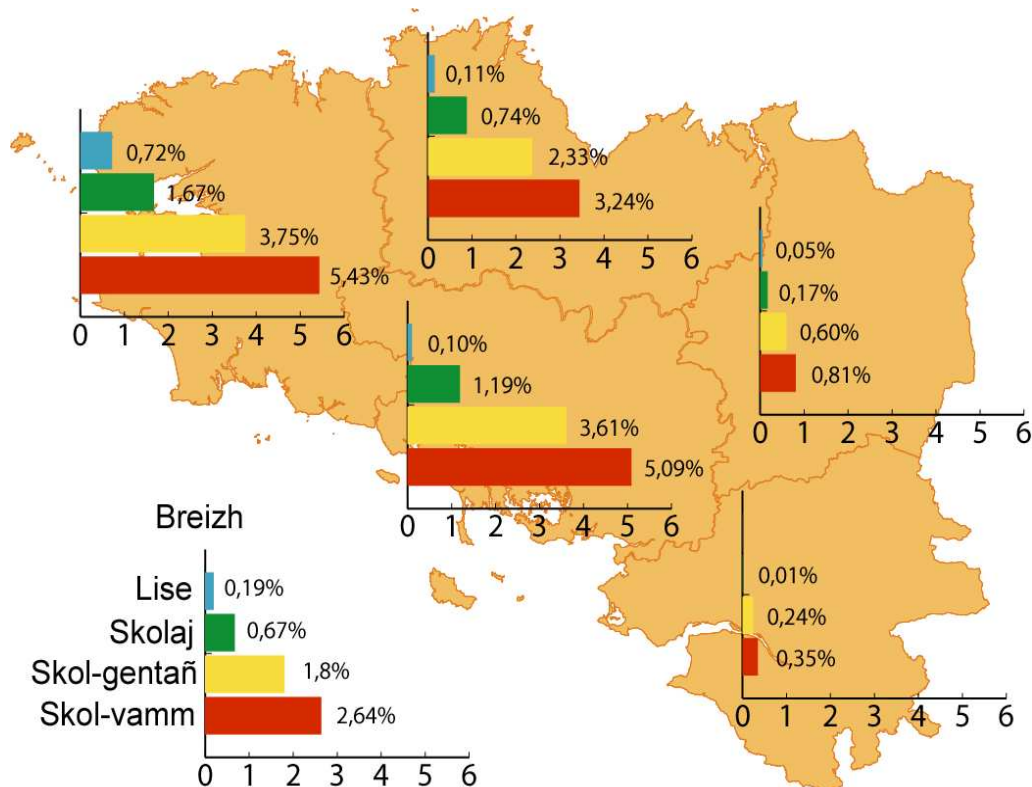 0,72%
1,67%
3,75%
5,43%
0 1 2 3 4 5 6
0,11%
0,74%
2,33%
3,24%
0 1 2 3 4 5 6
0,05%
0,17%
0,60%
0,81%
0 1 2 3 4 5 6
0,10%
1,19%
3,61%
5,09%
0 1 2 3 4 5 6
0,01%
0,24%
0,35%
0 1 2 3 4 5 6
Breizh
Lise 0,19%
Skolaj 0,67%
Skol-gentañ 1,8%
Skol-vamm 2,64%
0 1 2 3 4 5 6